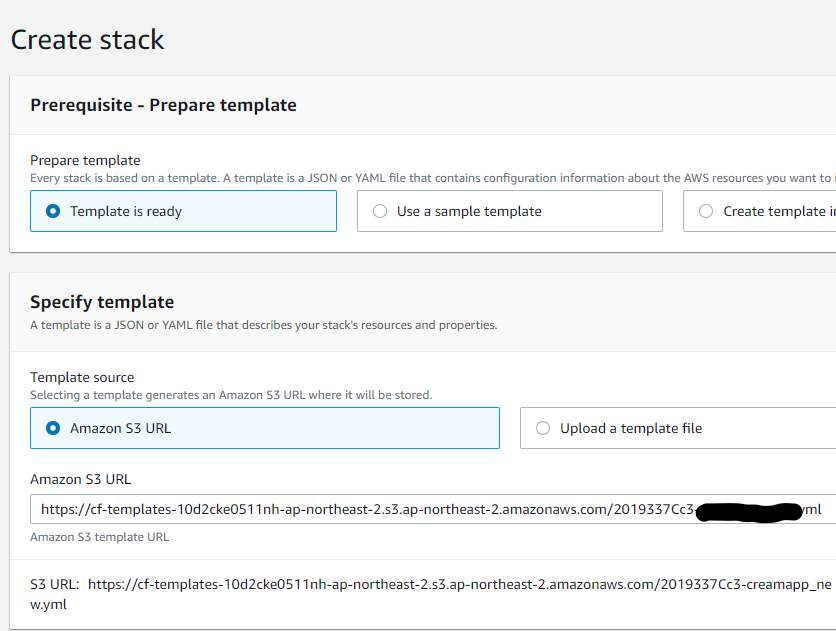 Create stack
Prerequisite - Prepare template
Prepare template
Every stack is based on a template. A template is a JSON or YAML file that contains configuration information about the AWS resources you want to
Template is ready
Use a sample template
Create template
Specify template
A template is a JSON or YAML file that describes your stack's resources and properties.
Template source
Selecting a template generates an Amazon S3 URL where it will be stored.
Amazon S3 URL
Upload a template file
Amazon S3 URL
https://cf-templates-10d2cke0511nh-ap-northeast-2.s3.ap-northeast-2.amazonaws.com/2019337Cc3- yml
Amazon S3 template URL
S3 URL: https://cf-templates-10d2cke0511nh-ap-northeast-2.s3.ap-northeast-2.amazonaws.com/2019337Cc3-creamapp_ne
w.yml